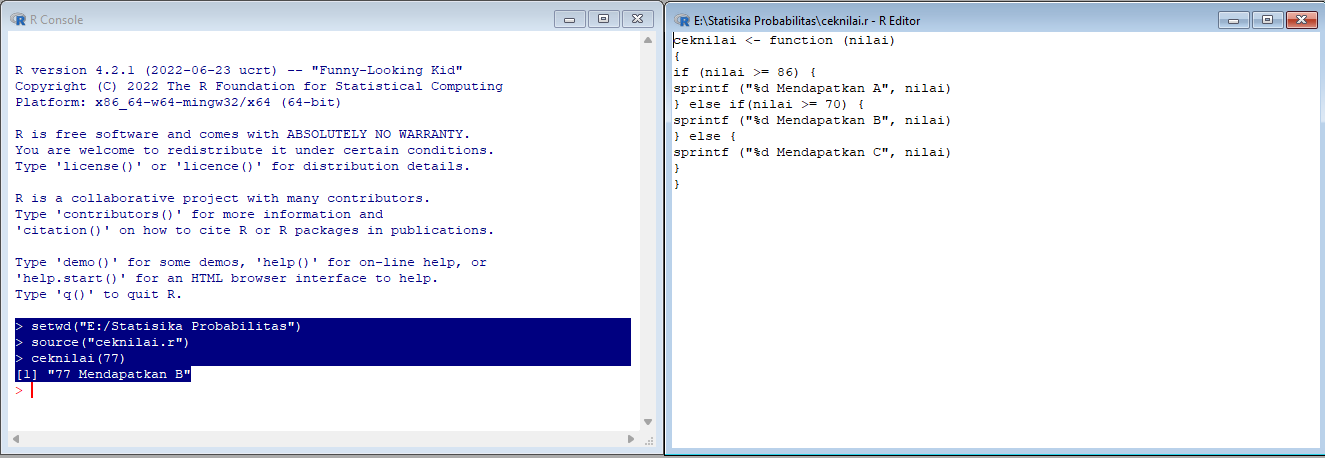 R Console
R version 4.2.1 (2022-06-23 ucrt) -- "Funny-Looking Kid"
Copyright (C) 2022 The R Foundation for Statistical Computing
Platform: x86_64-w64-mingw32/x64 (64-bit)
R is free software and comes with ABSOLUTELY NO WARRANTY.
You are welcome to redistribute it under certain conditions.
Type 'license()' or 'licence()' for distribution details.
R is a collaborative project with many contributors.
Type 'contributors()' for more information and
'citation()' on how to cite R or R packages in publications.
Type 'demo()' for some demos, 'help()' for on-line help, or
'help.start()' for an HTML browser interface to help.
Type 'q()' to quit R.
> setwd("E:/Statisika Probabilitas")
> source("ceknilai.r")
> ceknilai(77)
[1] "77 Mendapatkan B"
>
E:\Statisika Probabilitas\ceknilai.r - R Editor
ceknilai <- function (nilai)
{
if (nilai >= 86) {
sprintf ("%d Mendapatkan A", nilai)
} else if(nilai >= 70) {
sprintf ("%d Mendapatkan B", nilai)
} else {
sprintf ("%d Mendapatkan C", nilai)
}
}